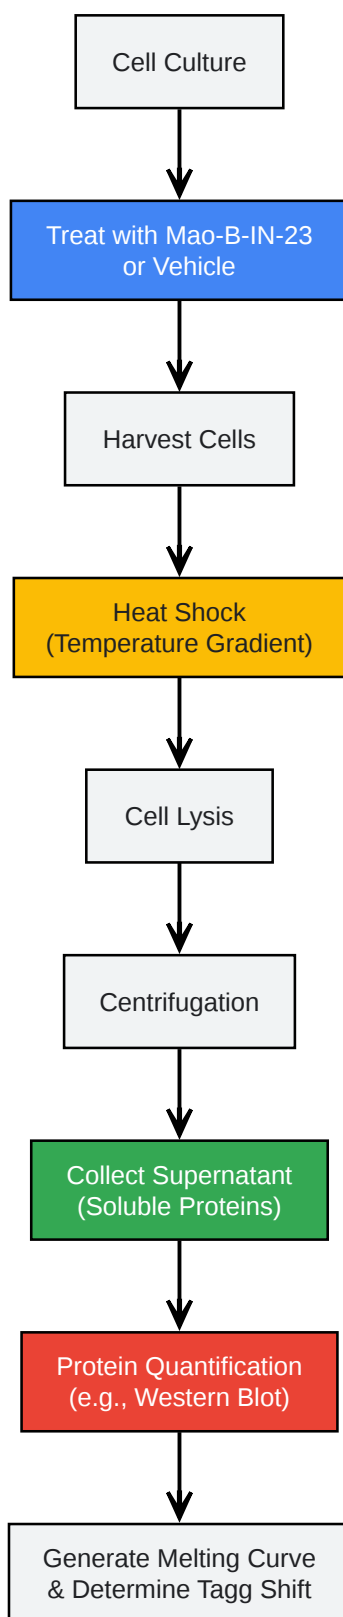 Cell Culture
Treat with Mao-B-IN-23
or Vehicle
Harvest Cells
Heat Shock
(Temperature Gradient)
Cell Lysis
Centrifugation
Collect Supernatant
(Soluble Proteins)
Protein Quantification
(e.g., Western Blot)
Generate Melting Curve
& Determine Tagg Shift